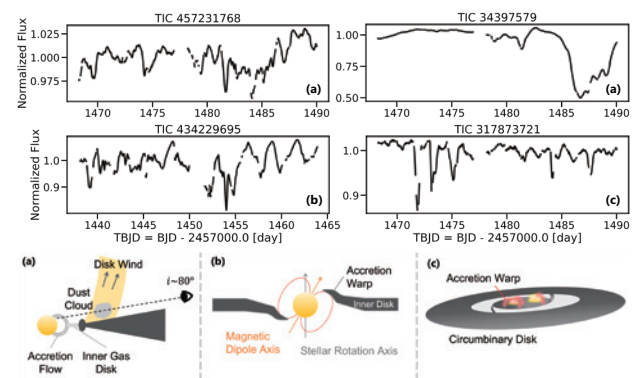 TIC 457231768
TIC 34397579
Normalized Flux
1.025
1.000
0.975
(a)
1470 1475 1480 1485 1490
1.00
0.75
0.50
(a)
1470 1475 1480 1485 1490
TIC 434229695
TIC 317873721
Normalized Flux
1.0
0.9
(b)
1440 1445 1450 1455 1460 1465
TBJD = BJD - 2457000.0 [day]
1.0
0.9
(c)
1470 1475 1480 1485 1490
TBJD = BJD - 2457000.0 [day]
(a)
Disk Wind
Dust
Cloud
i~80°
Accretion
Flow
Inner Gas
Disk
(b)
Accretion
Warp
Inner Disk
Magnetic
Dipole Axis
Stellar Rotation Axis
(c)
Accretion Warp
Circumbinary Disk